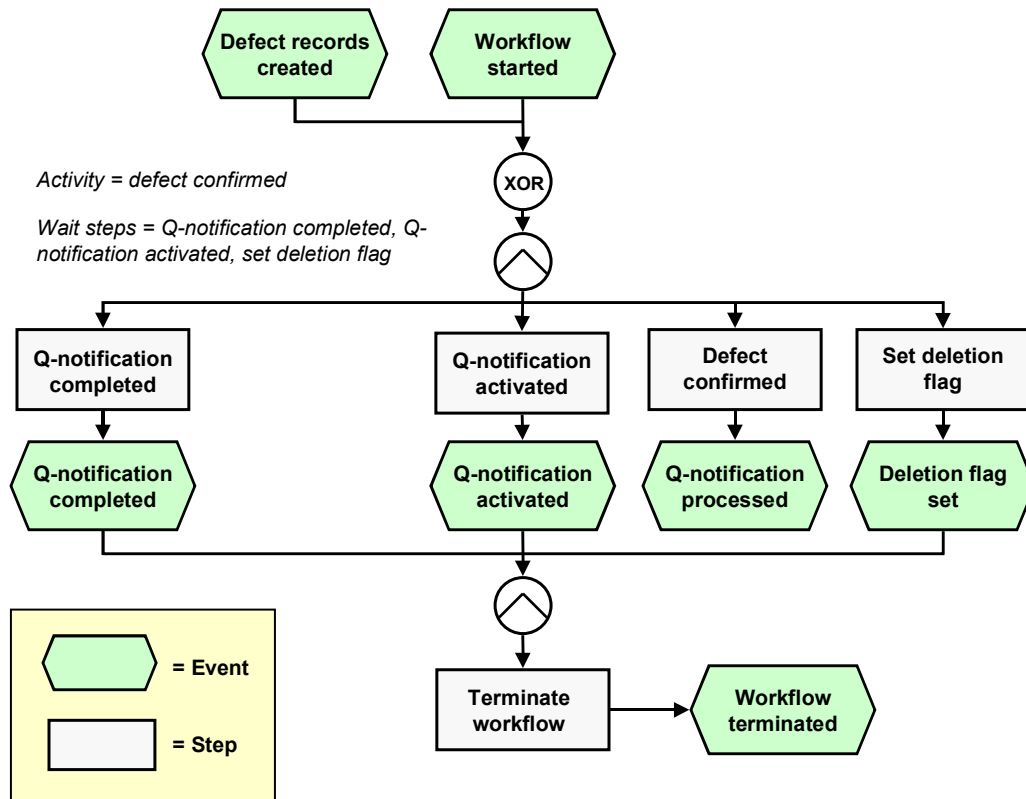 Defect records
created
Workflow
started
XOR
Activity = defect confirmed
Wait steps = Q-notification completed, Q-
notification activated, set deletion flag
Q-notification
completed
Q-notification
activated
Defect
confirmed
Set deletion
flag
Q-notification
completed
Q-notification
activated
Q-notification
processed
Deletion flag
set
= Event
= Step
Terminate
workflow
Workflow
terminated